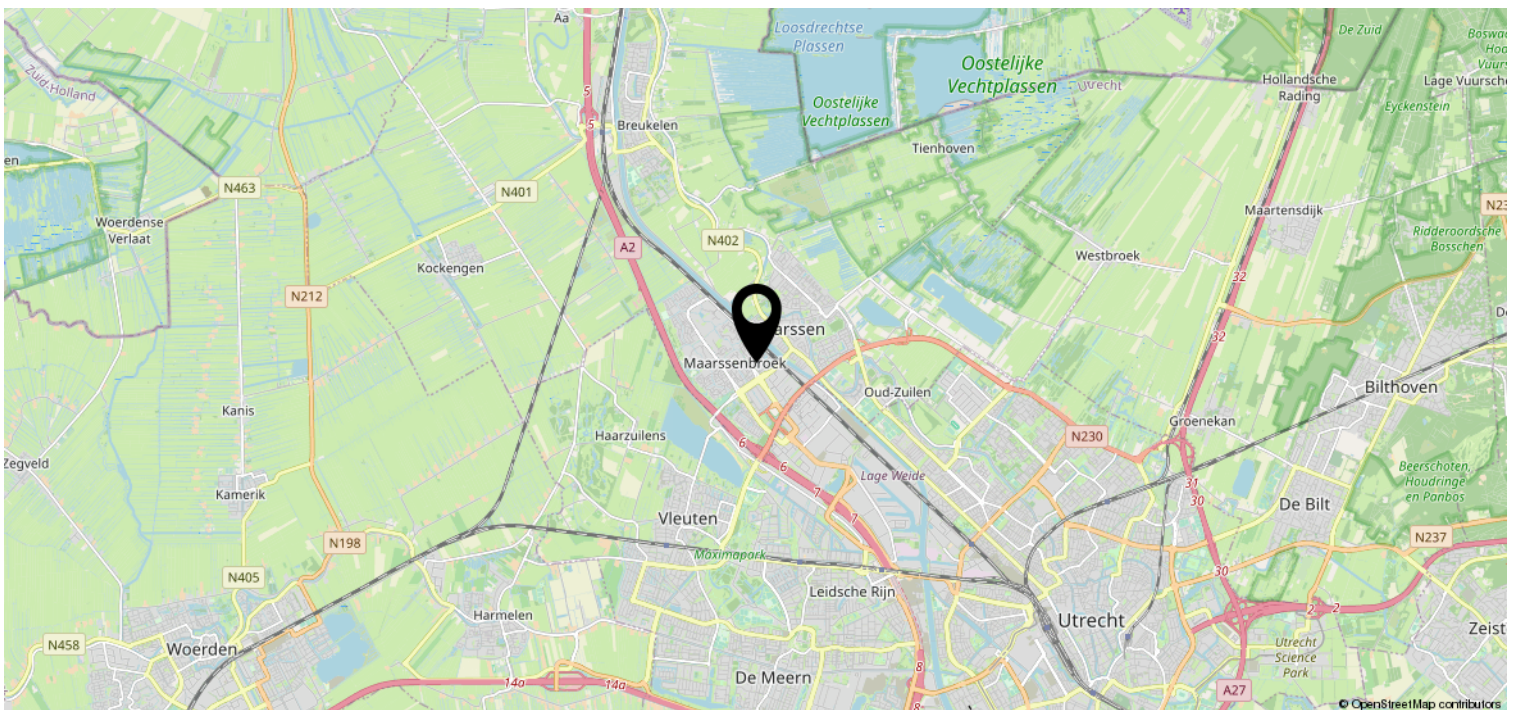 Aa
Loosdrechtse
Plassen
De Zuid
Oostelijke
Vechtplassen
Zuid-Holland
Utrecht
Hollandsche
Rading
Lage Vuursch
Eyckenstein
5
Oostelijke
Vechtplassen
5
Breukelen
Tienhoven
en
N463
N401
N23
Woerdense
Verlaat
Maartensdijk
Ridderoordsche
Bosschen
N402
A2
Kockengen
Westbroek
32
N212
arssen
32
Maarssenbroek
Oud-Zuilen
Bilthoven
Kanis
Groenekan
Haarzuilens
N230
6
Zegveld
6
Lage Weide
Beerschoten,
Houdringe
en Panbos
Kamerik
7
31
30
De Bilt
Vleuten
7
N198
N237
Maximapark
30
N405
Leidsche Rijn
2
2
Harmelen
Utrecht
Zeist
N458
Woerden
Utrecht
Science
Park
8
De Meern
14a
14a
A27
8
© OpenStreetMap contributors